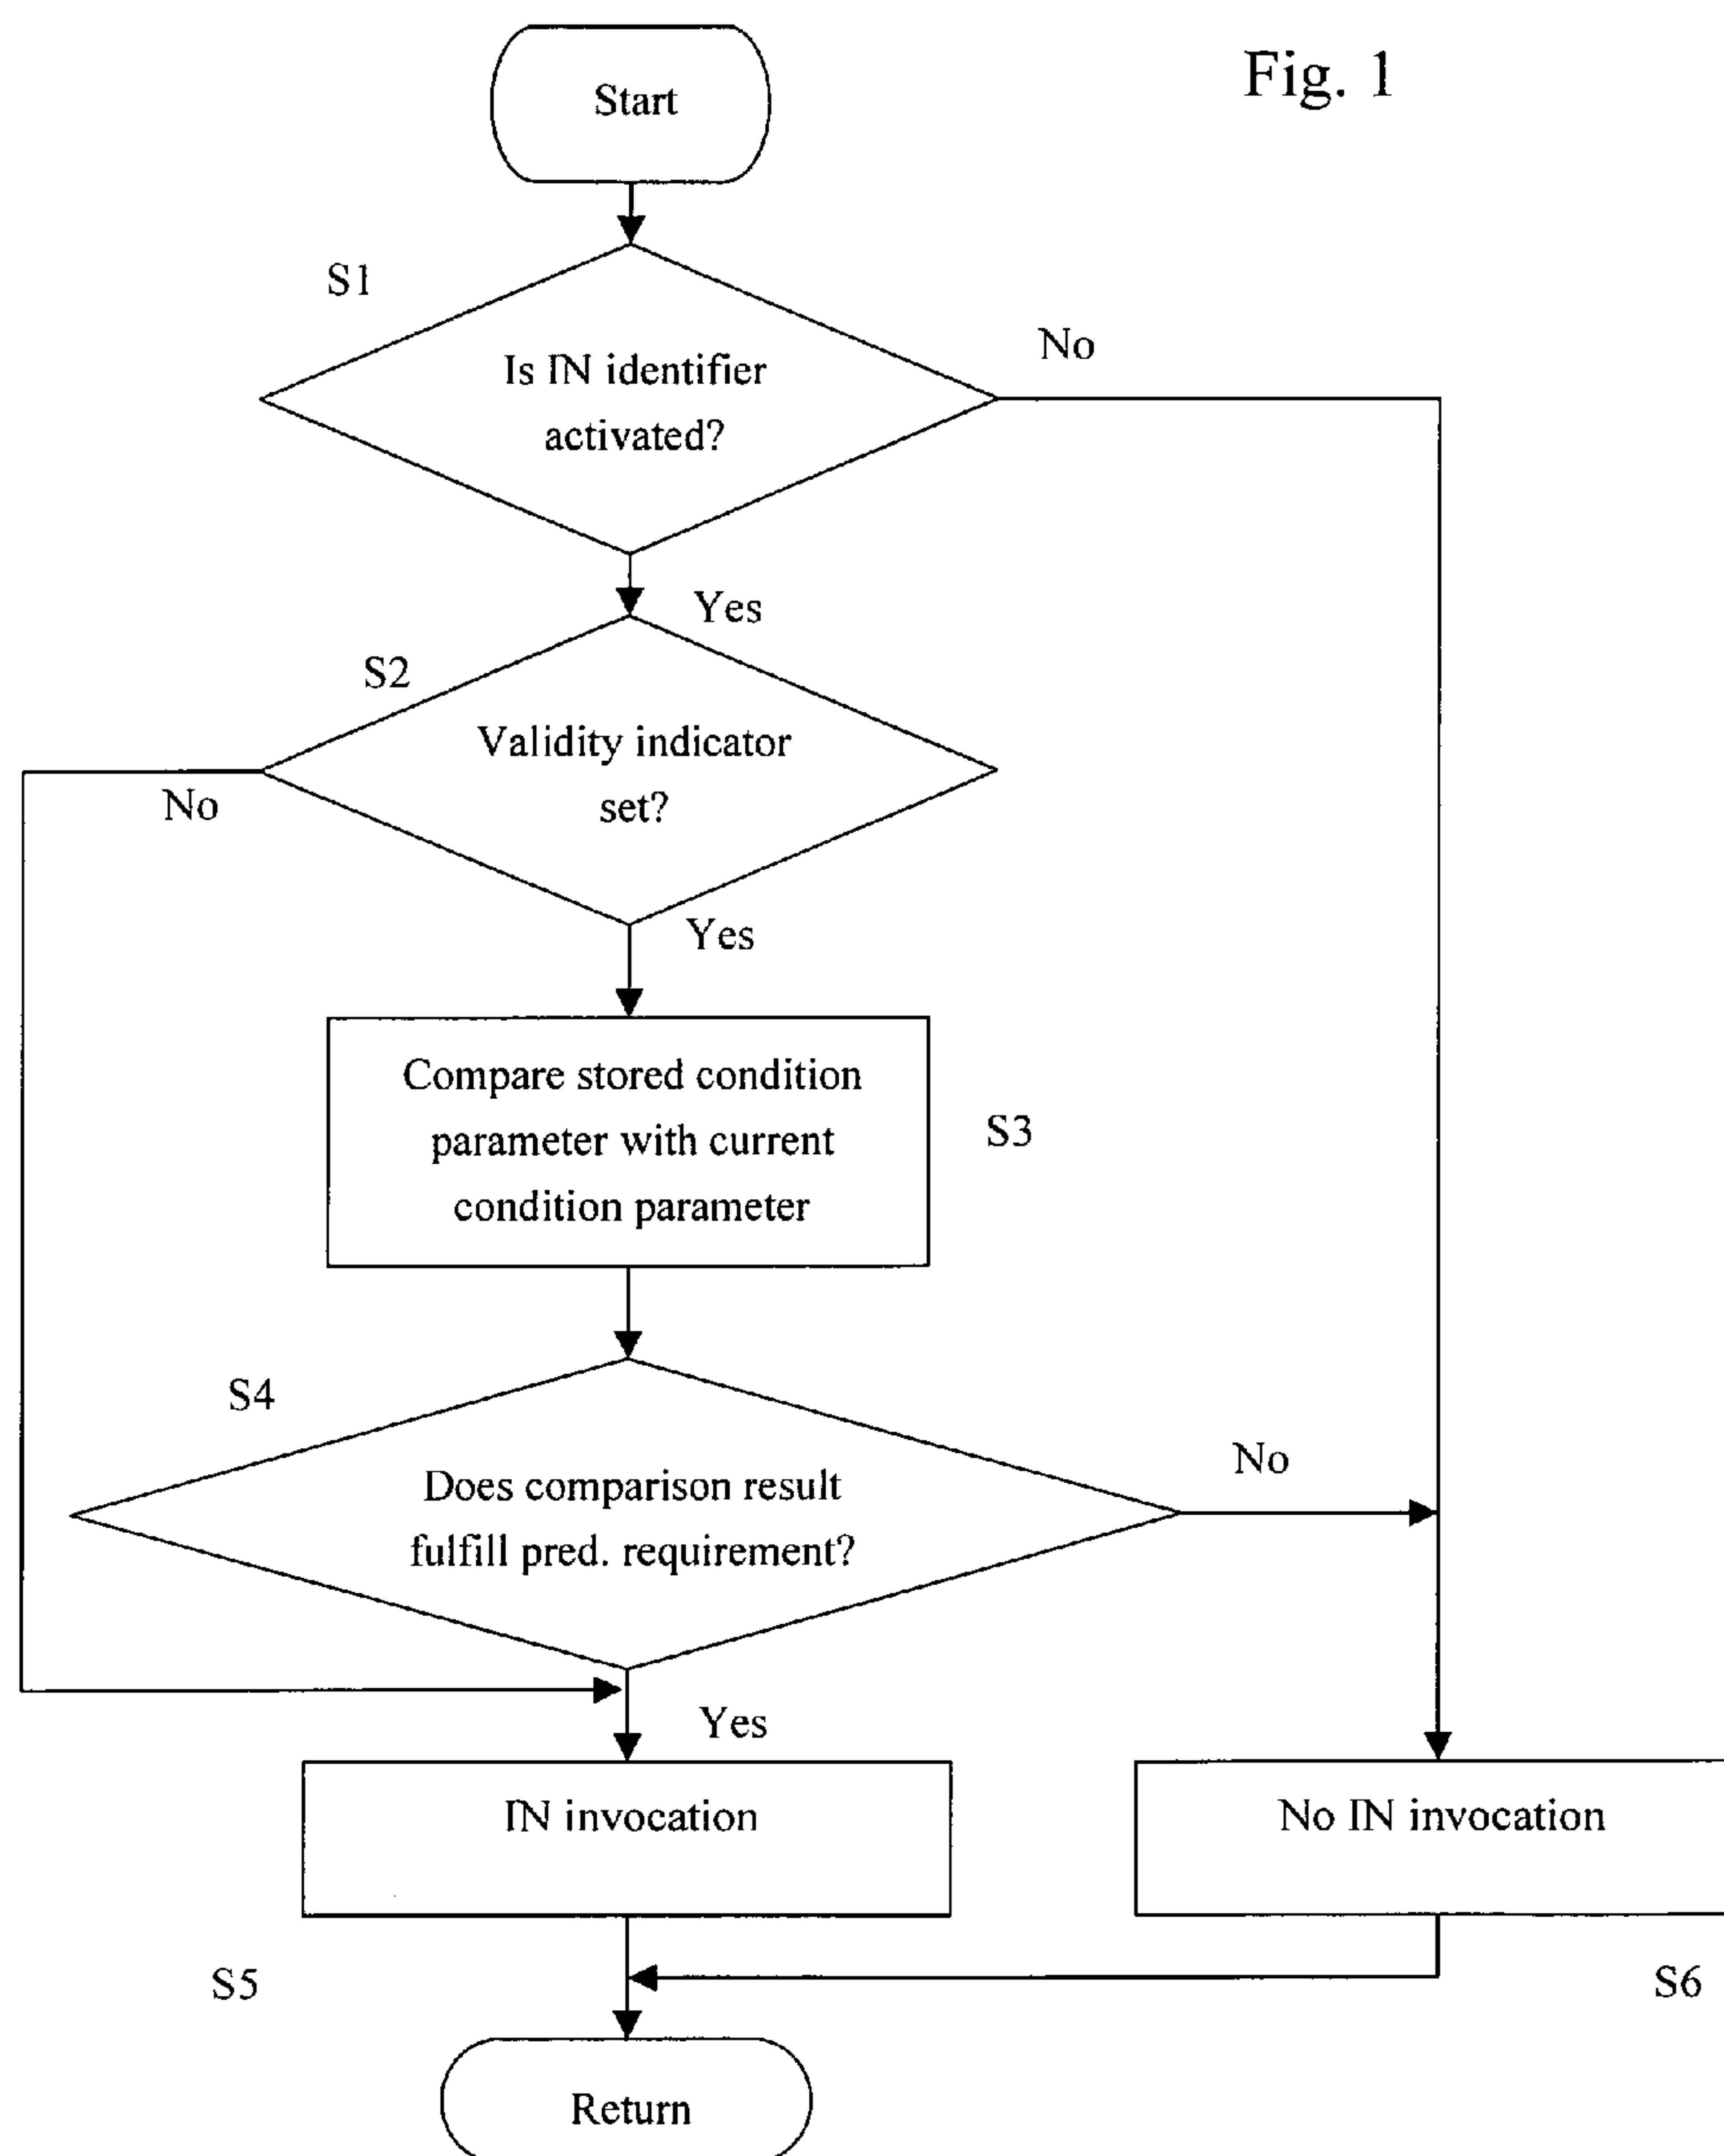 Fig. 1
Start
S1
Is IN identifier
activated?
No
Yes
S2
Validity indicator
set?
No
Yes
Compare stored condition
parameter with current
condition parameter
S3
S4
Does comparison result
fulfill pred. requirement?
No
Yes
IN invocation
No IN invocation
S5
S6
Return